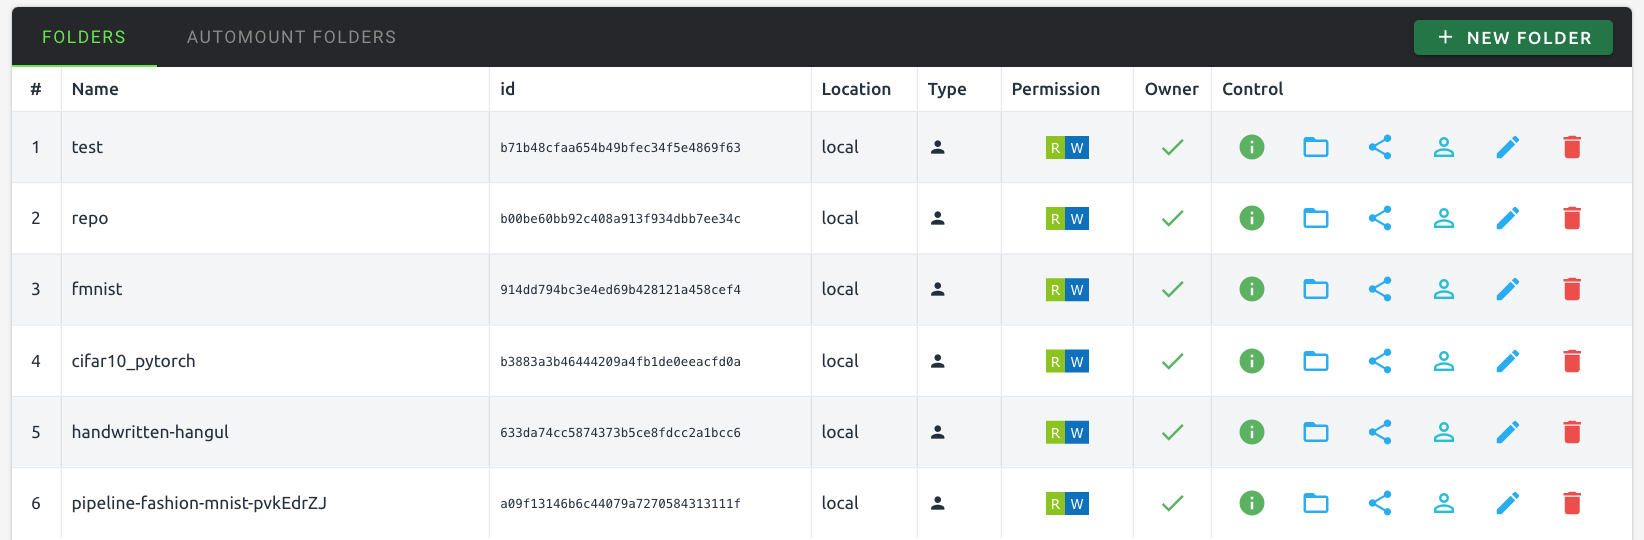 FOLDERS AUTOMOUNT FOLDERS + NEW FOLDER
# Name id Location Type Permission Owner Control
1 test b71b48cfaa654b49bfec34f5e4869f63 local R W
2 repo b00be60bb92c408a913f934dbb7ee34c local R W
3 fmnist 914dd794bc3e4ed69b428121a458cef4 local R W
4 cifar10_pytorch b3883a3b46444209a4fb1de0eeacfd0a local R W
5 handwritten-hangul 633da74cc5874373b5ce8fdcc2a1bcc6 local R W
6 pipeline-fashion-mnist-pvkEdrZJ a09f13146b6c44079a7270584313111f local R W